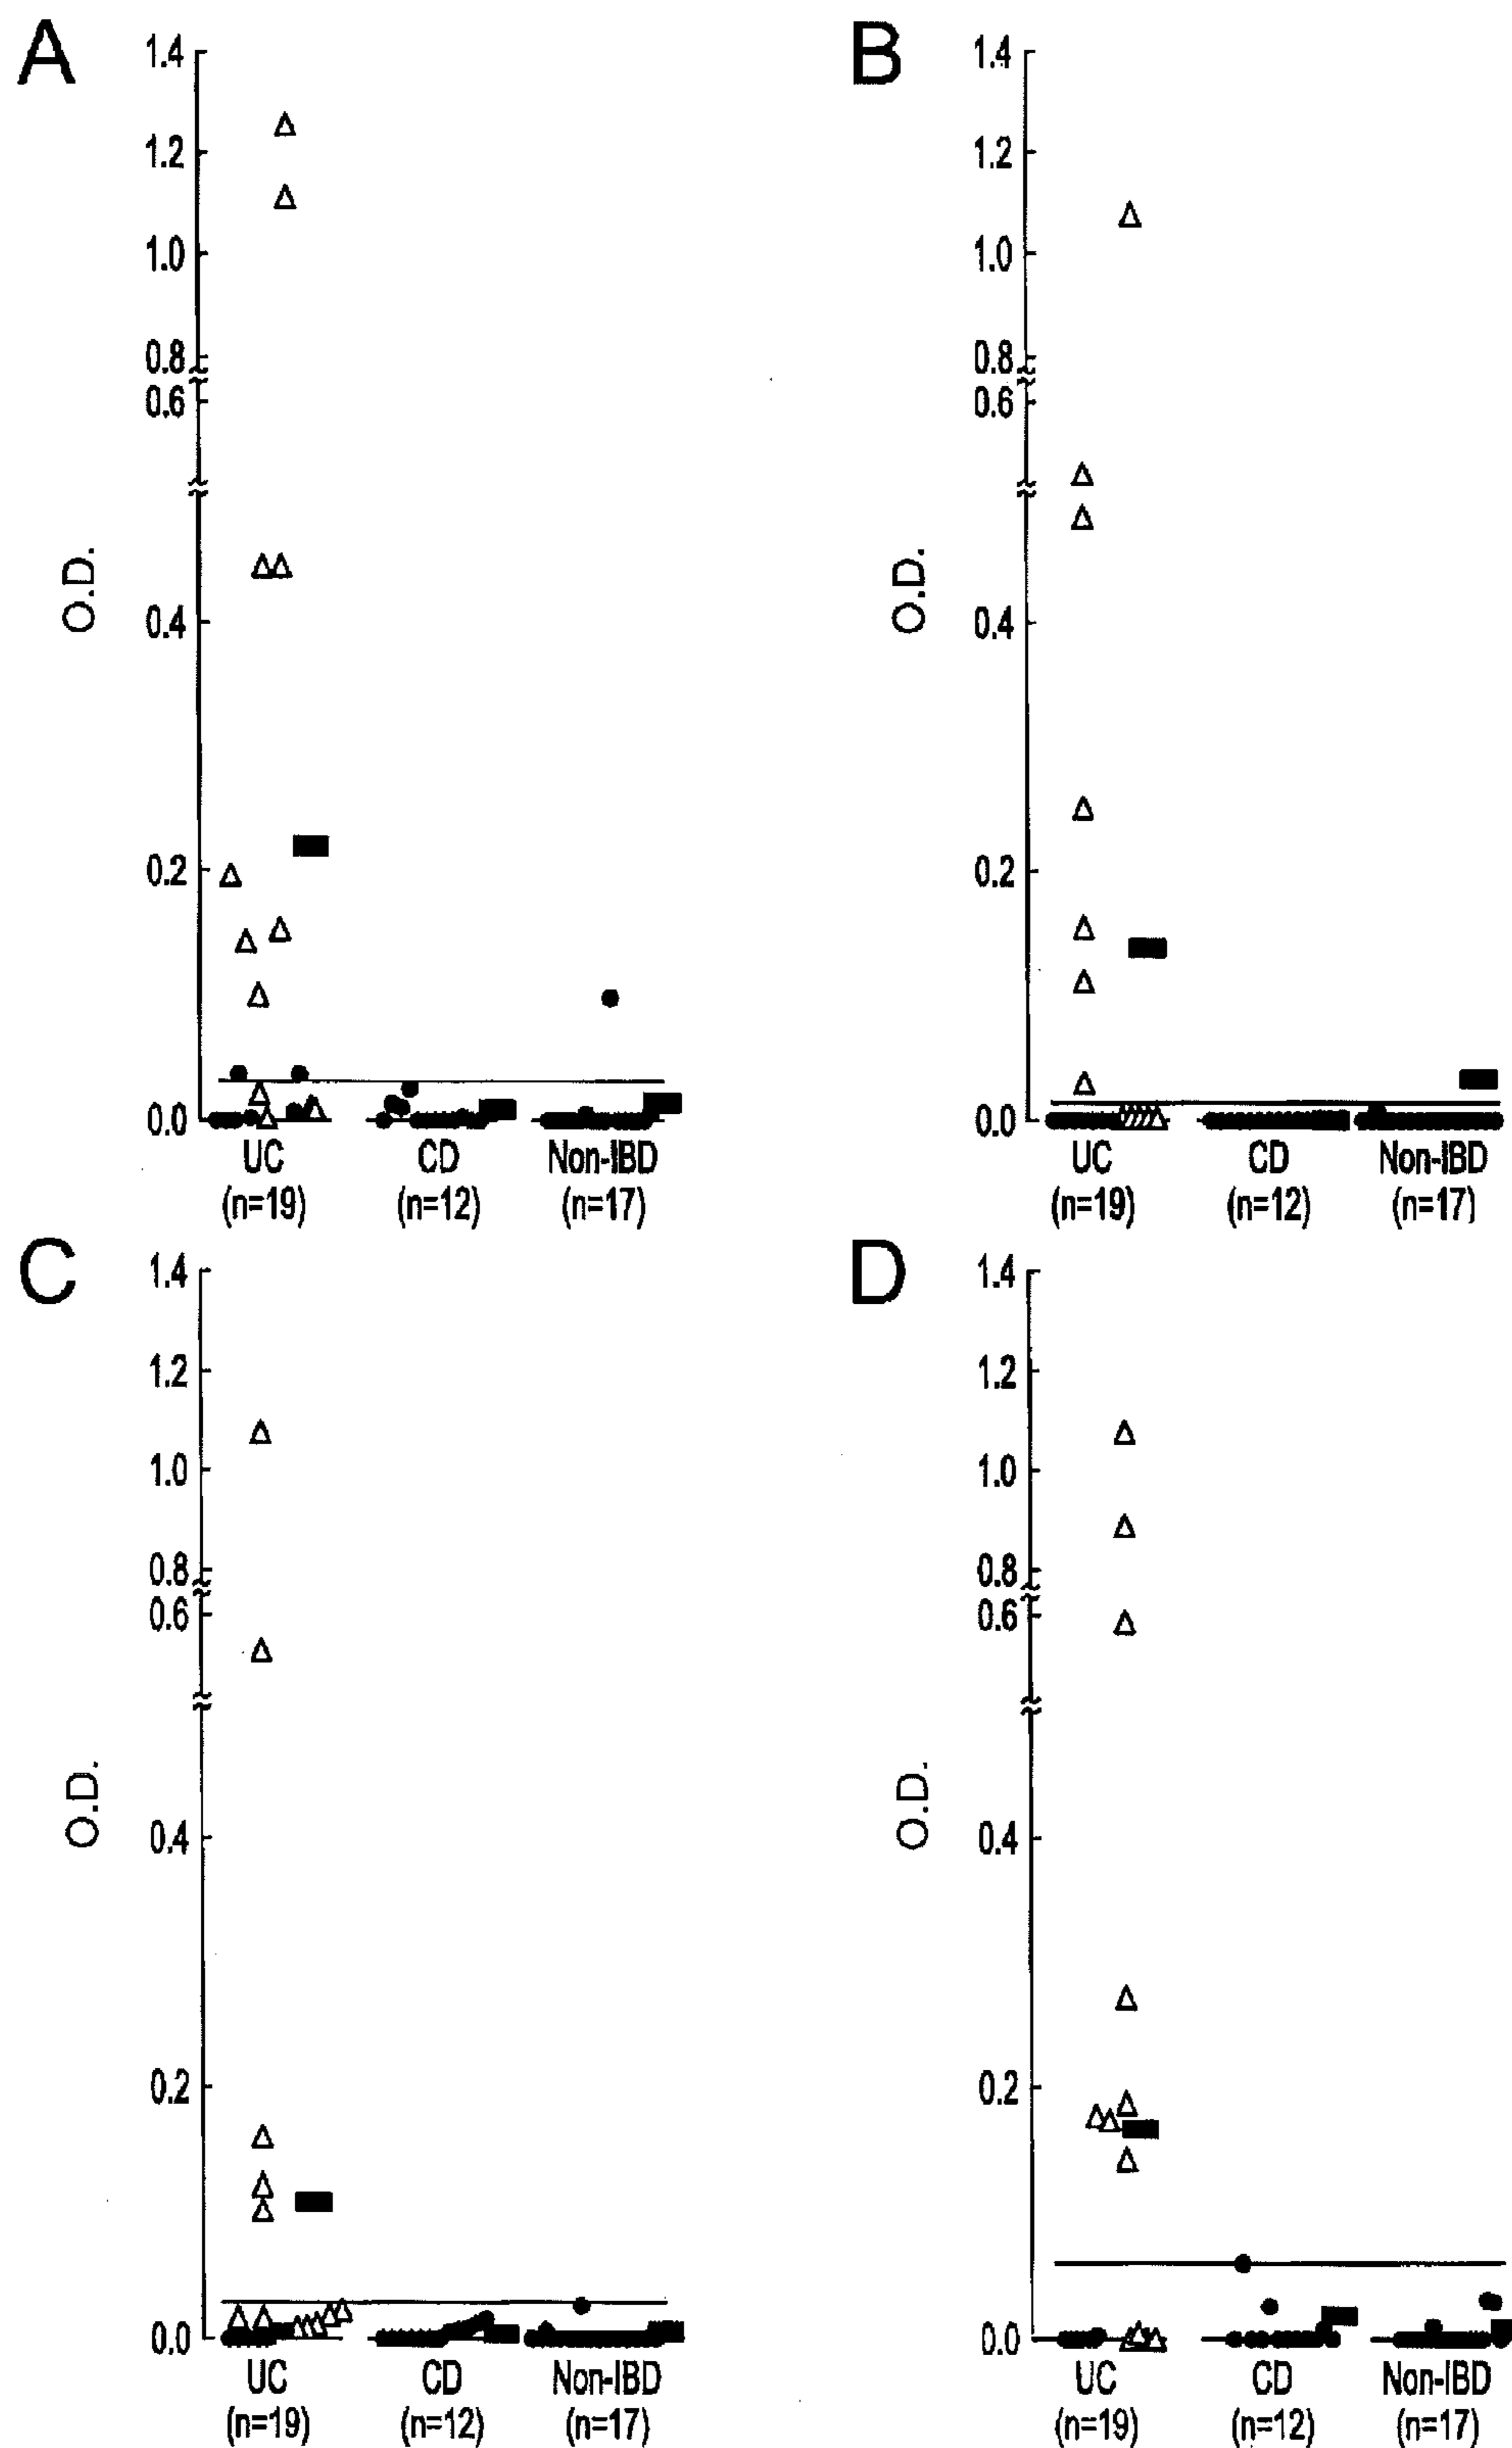 A
1.4
1.2
1.0
0.8
0.6
0.4
0.2
0.0
O.D.
UC CD Non-IBD
(n=19) (n=12) (n=17)
B
1.4
1.2
1.0
0.8
0.6
0.4
0.2
0.0
O.D.
UC CD Non-IBD
(n=19) (n=12) (n=17)
C
1.4
1.2
1.0
0.8
0.6
0.4
0.2
0.0
O.D.
UC CD Non-IBD
(n=19) (n=12) (n=17)
D
1.4
1.2
1.0
0.8
0.6
0.4
0.2
0.0
O.D.
UC CD Non-IBD
(n=19) (n=12) (n=17)